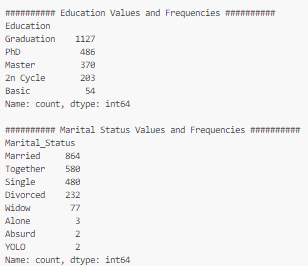 ########## Education Values and Frequencies ##########
Education
Graduation    1127
PhD            486
Master         370
2n Cycle       203
Basic           54
Name: count, dtype: int64

########## Marital Status Values and Frequencies ##########
Marital_Status
Married     864
Together    580
Single      480
Divorced    232
Widow        77
Alone         3
Absurd        2
YOLO          2
Name: count, dtype: int64